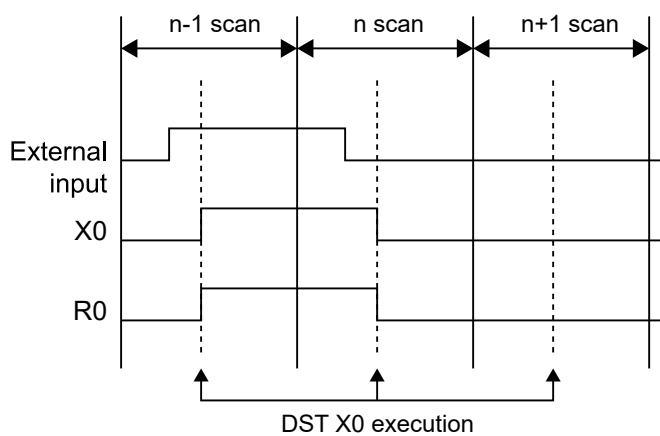 n-1 scan
n scan
n+1 scan
External
input
X0
R0
DST X0 execution